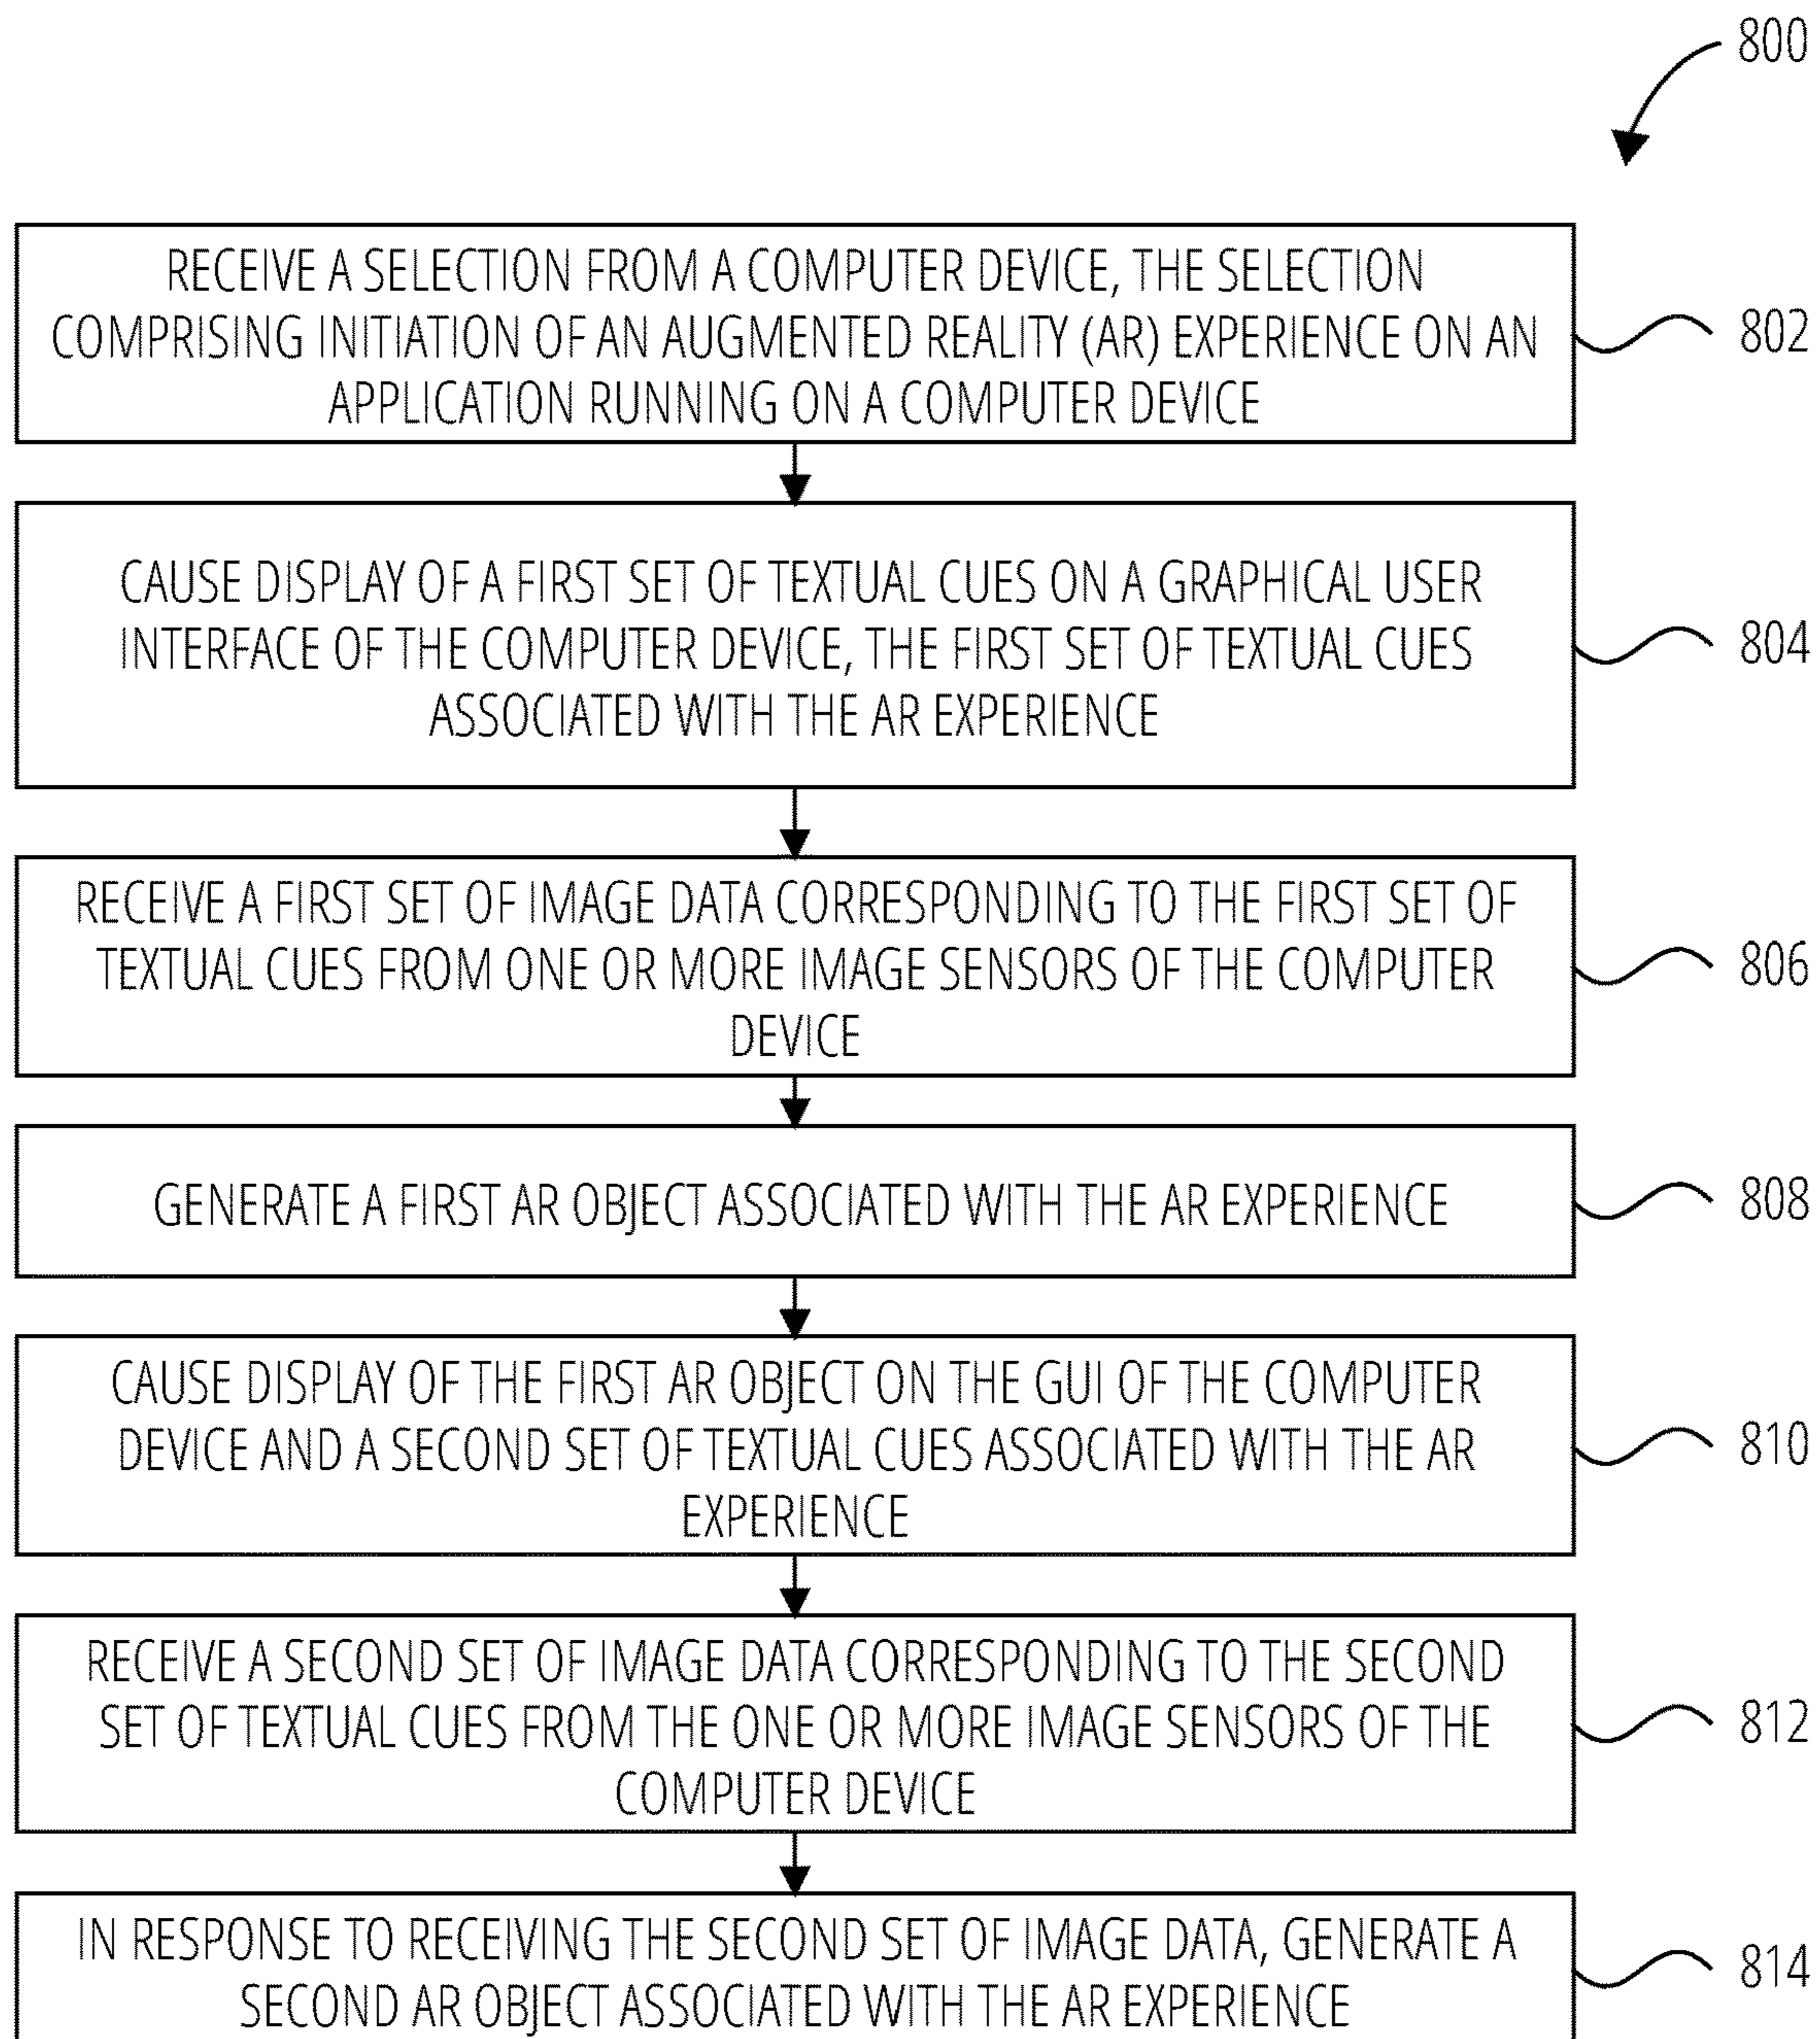 800
RECEIVE A SELECTION FROM A COMPUTER DEVICE, THE SELECTION
COMPRISING INITIATION OF AN AUGMENTED REALITY (AR) EXPERIENCE ON AN
APPLICATION RUNNING ON A COMPUTER DEVICE
802
CAUSE DISPLAY OF A FIRST SET OF TEXTUAL CUES ON A GRAPHICAL USER
INTERFACE OF THE COMPUTER DEVICE, THE FIRST SET OF TEXTUAL CUES
ASSOCIATED WITH THE AR EXPERIENCE
804
RECEIVE A FIRST SET OF IMAGE DATA CORRESPONDING TO THE FIRST SET OF
TEXTUAL CUES FROM ONE OR MORE IMAGE SENSORS OF THE COMPUTER
DEVICE
806
GENERATE A FIRST AR OBJECT ASSOCIATED WITH THE AR EXPERIENCE
808
CAUSE DISPLAY OF THE FIRST AR OBJECT ON THE GUI OF THE COMPUTER
DEVICE AND A SECOND SET OF TEXTUAL CUES ASSOCIATED WITH THE AR
EXPERIENCE
810
RECEIVE A SECOND SET OF IMAGE DATA CORRESPONDING TO THE SECOND
SET OF TEXTUAL CUES FROM THE ONE OR MORE IMAGE SENSORS OF THE
COMPUTER DEVICE
812
IN RESPONSE TO RECEIVING THE SECOND SET OF IMAGE DATA, GENERATE A
SECOND AR OBJECT ASSOCIATED WITH THE AR EXPERIENCE
814